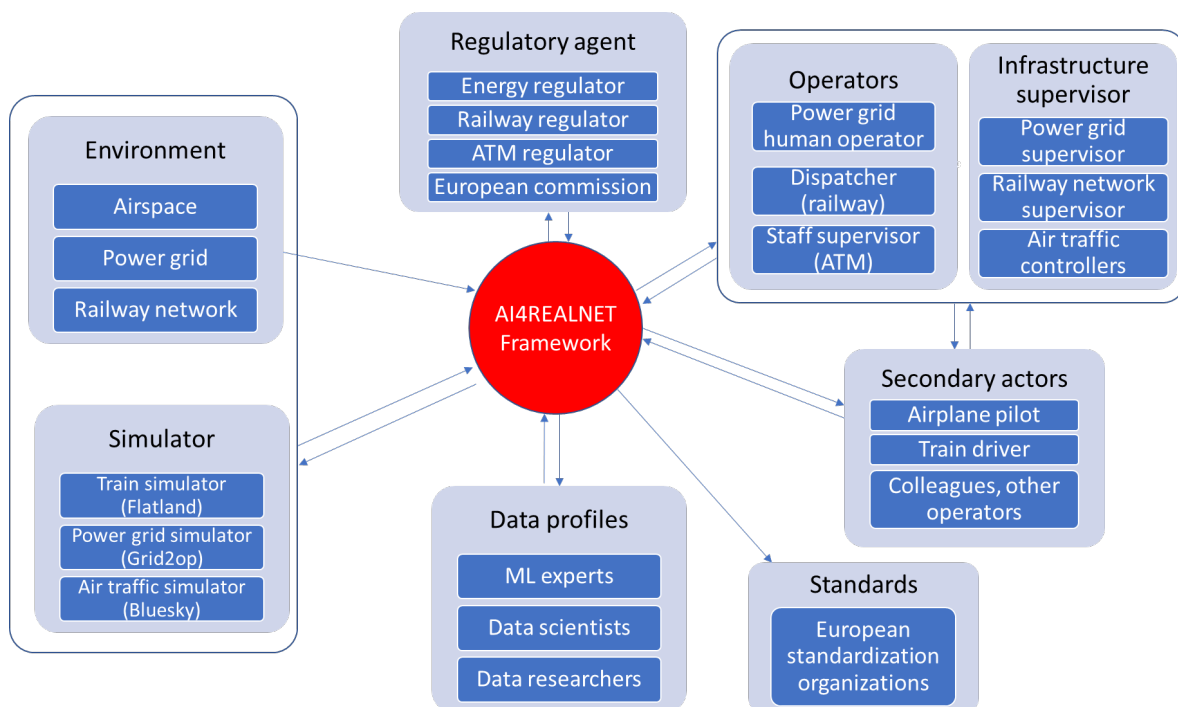 Regulatory agent
Energy regulator
Railway regulator
ATM regulator
European commission
Operators
Power grid
human operator
Dispatcher
(railway)
Staff supervisor
(ATM)
Infrastructure
supervisor
Power grid
supervisor
Railway network
supervisor
Air traffic
controllers
Environment
Airspace
Power grid
Railway network
AI4REALNET
Framework
Secondary actors
Airplane pilot
Train driver
Colleagues, other
operators
Simulator
Train simulator
(Flatland)
Power grid simulator
(Grid2op)
Air traffic simulator
(Bluesky)
Data profiles
ML experts
Data scientists
Data researchers
Standards
European
standardization
organizations